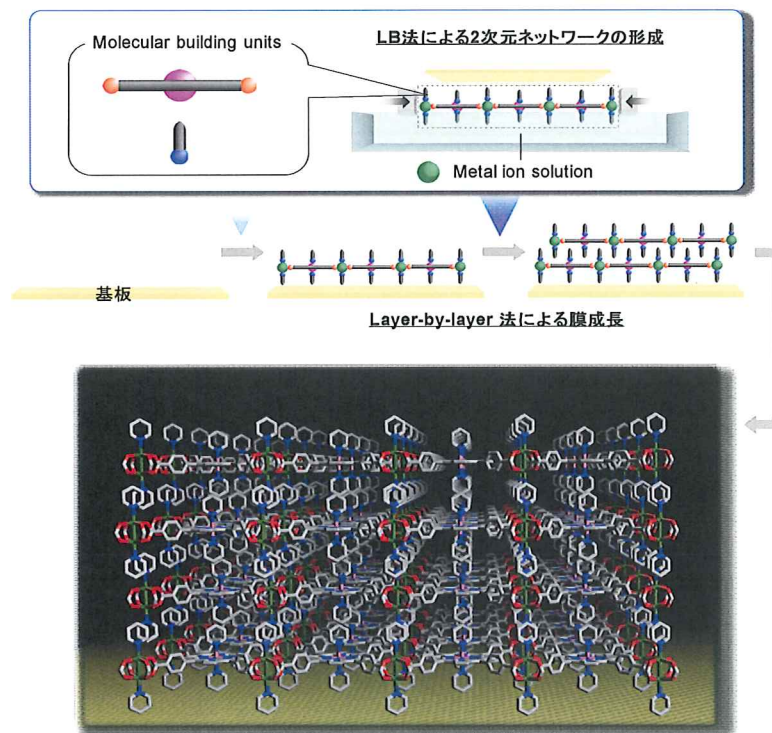 Molecular building units
LB法による2次元ネットワークの形成
Metal ion solution
基板
Layer-by-layer 法による膜成長